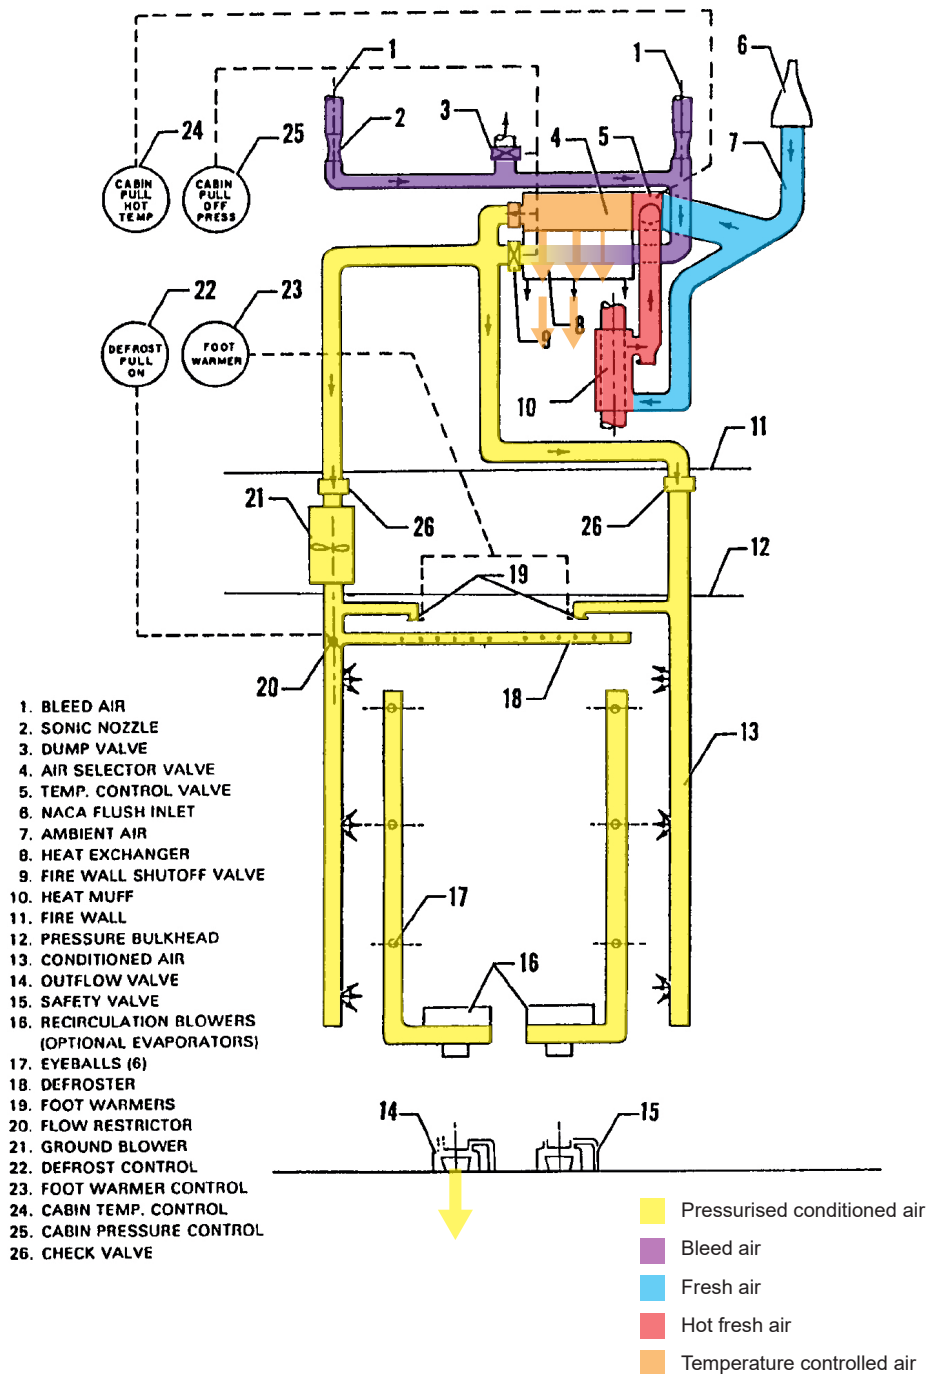 1
1
6
24
25
2
3
4
5
7
CABIN
PULL
HOT
TEMP
CABIN
PULL
OFF
PRESS
22
23
DEFROST
PULL
ON
FOOT
WARMER
9
8
10
11
21
26
26
12
19
20
18
13
17
16
14
15
1. BLEED AIR
2. SONIC NOZZLE
3. DUMP VALVE
4. AIR SELECTOR VALVE
5. TEMP. CONTROL VALVE
6. NACA FLUSH INLET
7. AMBIENT AIR
8. HEAT EXCHANGER
9. FIRE WALL SHUTOFF VALVE
10. HEAT MUFF
11. FIRE WALL
12. PRESSURE BULKHEAD
13. CONDITIONED AIR
14. OUTFLOW VALVE
15. SAFETY VALVE
16. RECIRCULATION BLOWERS
(OPTIONAL EVAPORATORS)
17. EYEBALLS (6)
18. DEFROSTER
19. FOOT WARMERS
20. FLOW RESTRICTOR
21. GROUND BLOWER
22. DEFROST CONTROL
23. FOOT WARMER CONTROL
24. CABIN TEMP. CONTROL
25. CABIN PRESSURE CONTROL
26. CHECK VALVE
Pressurised conditioned air
Bleed air
Fresh air
Hot fresh air
Temperature controlled air